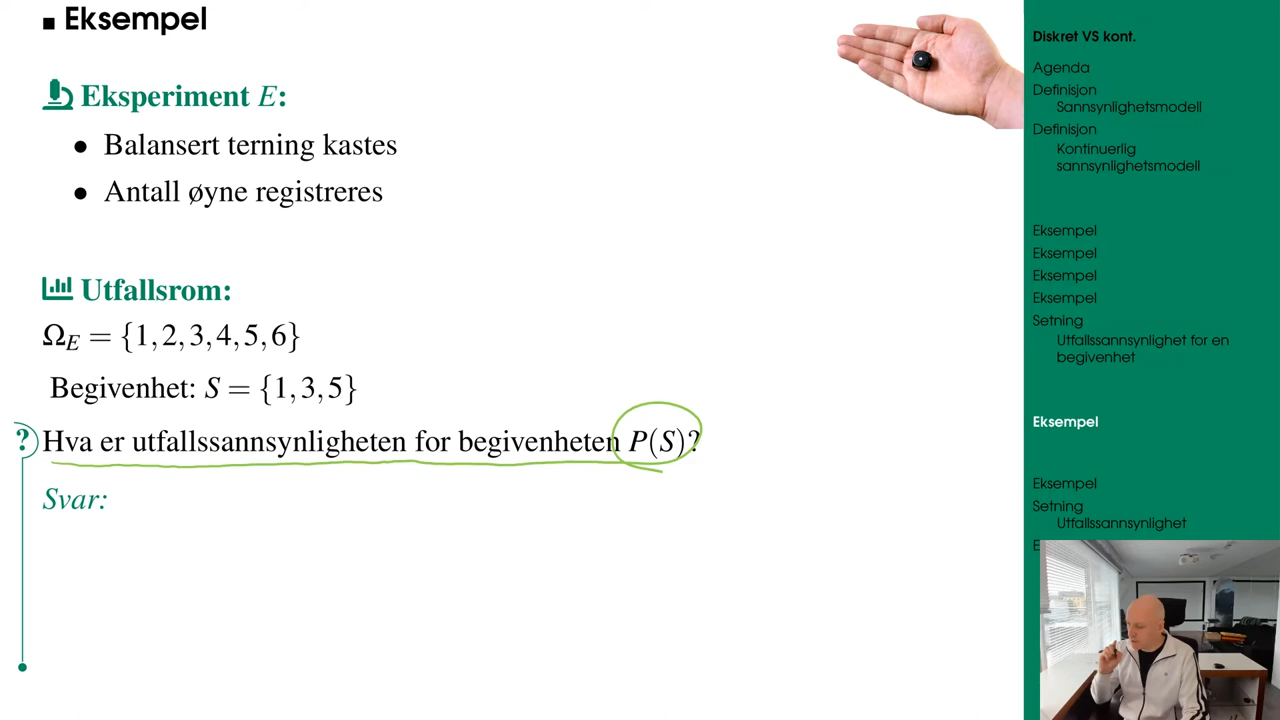 Eksempel
Eksperiment E:
• Balansert terning kastes
• Antall øyne registreres
Utfallsrom:
Ω_E = {1, 2, 3, 4, 5, 6}
Begivenhet: S = {1, 3, 5}
? Hva er utfallssannsynligheten for begivenheten P(S)?
Svar:
Diskret VS kont.
Agenda
Definisjon
Sannsynlighetsmodell
Definisjon
Kontinuerlig
sannsynlighetsmodell
Eksempel
Eksempel
Eksempel
Eksempel
Setning
Utfallssannsynlighet for en
begivenhet
Eksempel
Eksempel
Setning
Utfallssannsynlighet